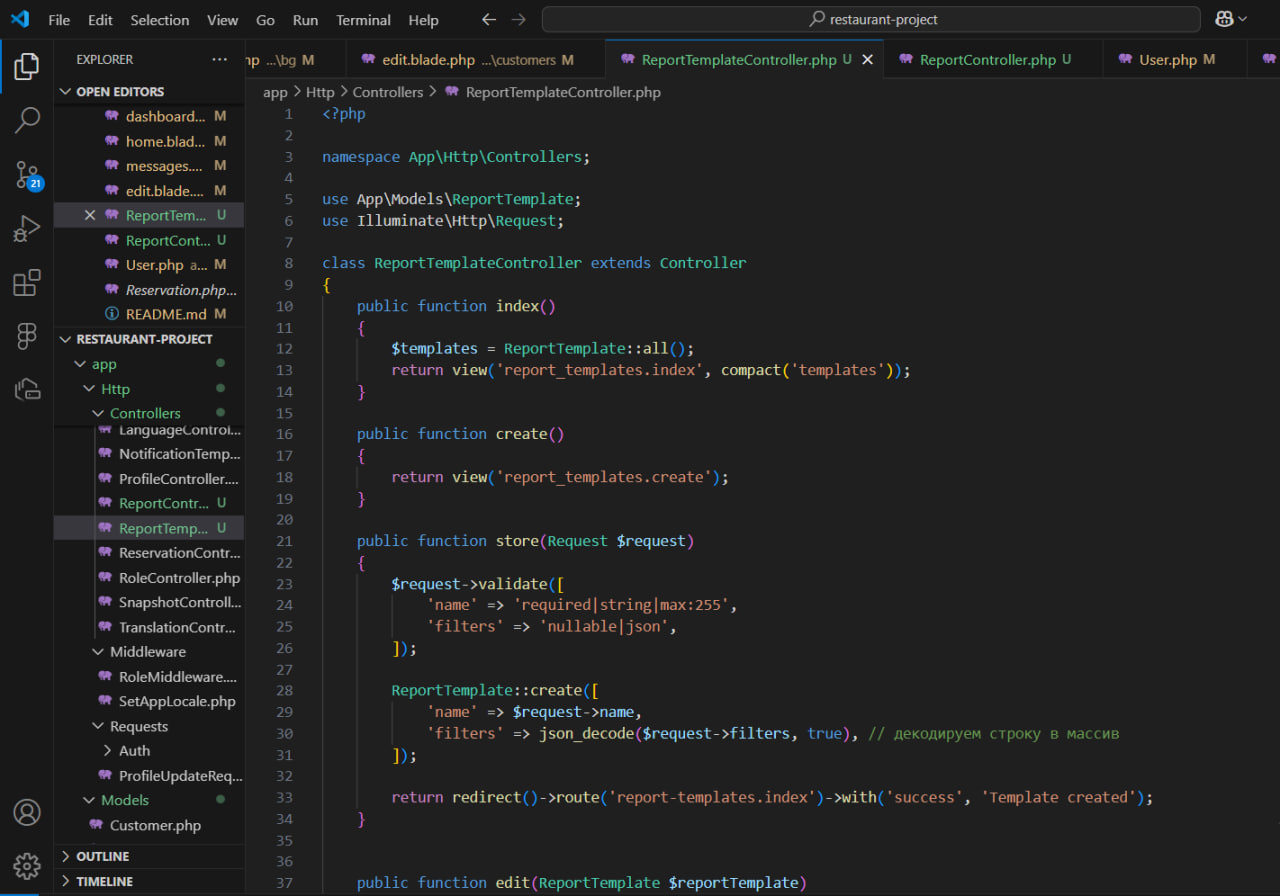 File Edit Selection View Go Run Terminal Help
restaurant-project
EXPLORER
OPEN EDITORS
dashboard... M
home.blad... M
messages.... M
edit.blade.... M
ReportTem... U
ReportCont... U
User.php a... M
Reservation.php...
README.md M
RESTAURANT-PROJECT
app
Http
Controllers
LanguageControl...
NotificationTemp...
ProfileController....
ReportContr... U
ReportTemp... U
ReservationContr...
RoleController.php
SnapshotControll...
TranslationContr...
Middleware
RoleMiddleware....
SetAppLocale.php
Requests
Auth
ProfileUpdateReq...
Models
Customer.php
OUTLINE
TIMELINE
21
...\bg M
edit.blade.php ...\customers M
ReportTemplateController.php U
ReportController.php U
User.php M
app > Http > Controllers > ReportTemplateController.php
1 <?php
2
3 namespace App\Http\Controllers;
4
5 use App\Models\ReportTemplate;
6 use Illuminate\Http\Request;
7
8 class ReportTemplateController extends Controller
9 {
10 public function index()
11 {
12 $templates = ReportTemplate::all();
13 return view('report_templates.index', compact('templates'));
14 }
15
16 public function create()
17 {
18 return view('report_templates.create');
19 }
20
21 public function store(Request $request)
22 {
23 $request->validate([
24 'name' => 'required|string|max:255',
25 'filters' => 'nullable|json',
26 ]);
27
28 ReportTemplate::create([
29 'name' => $request->name,
30 'filters' => json_decode($request->filters, true), // декодируем строку в массив
31 ]);
32
33 return redirect()->route('report-templates.index')->with('success', 'Template created');
34 }
35
36
37 public function edit(ReportTemplate $reportTemplate)